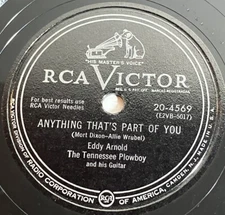 "HIS MASTER'S VOICE"
RCA VICTOR
For best results use
RCA Victor Needles
20-4569
(E2VB-5017)
ANYTHING THAT'S PART OF YOU
(Mort Dixon-Allie Wrubel)
Eddy Arnold
The Tennessee Plowboy
and his Guitar
RCA VICTOR DIVISION
RADIO CORPORATION OF AMERICA, CAMDEN, N. J.